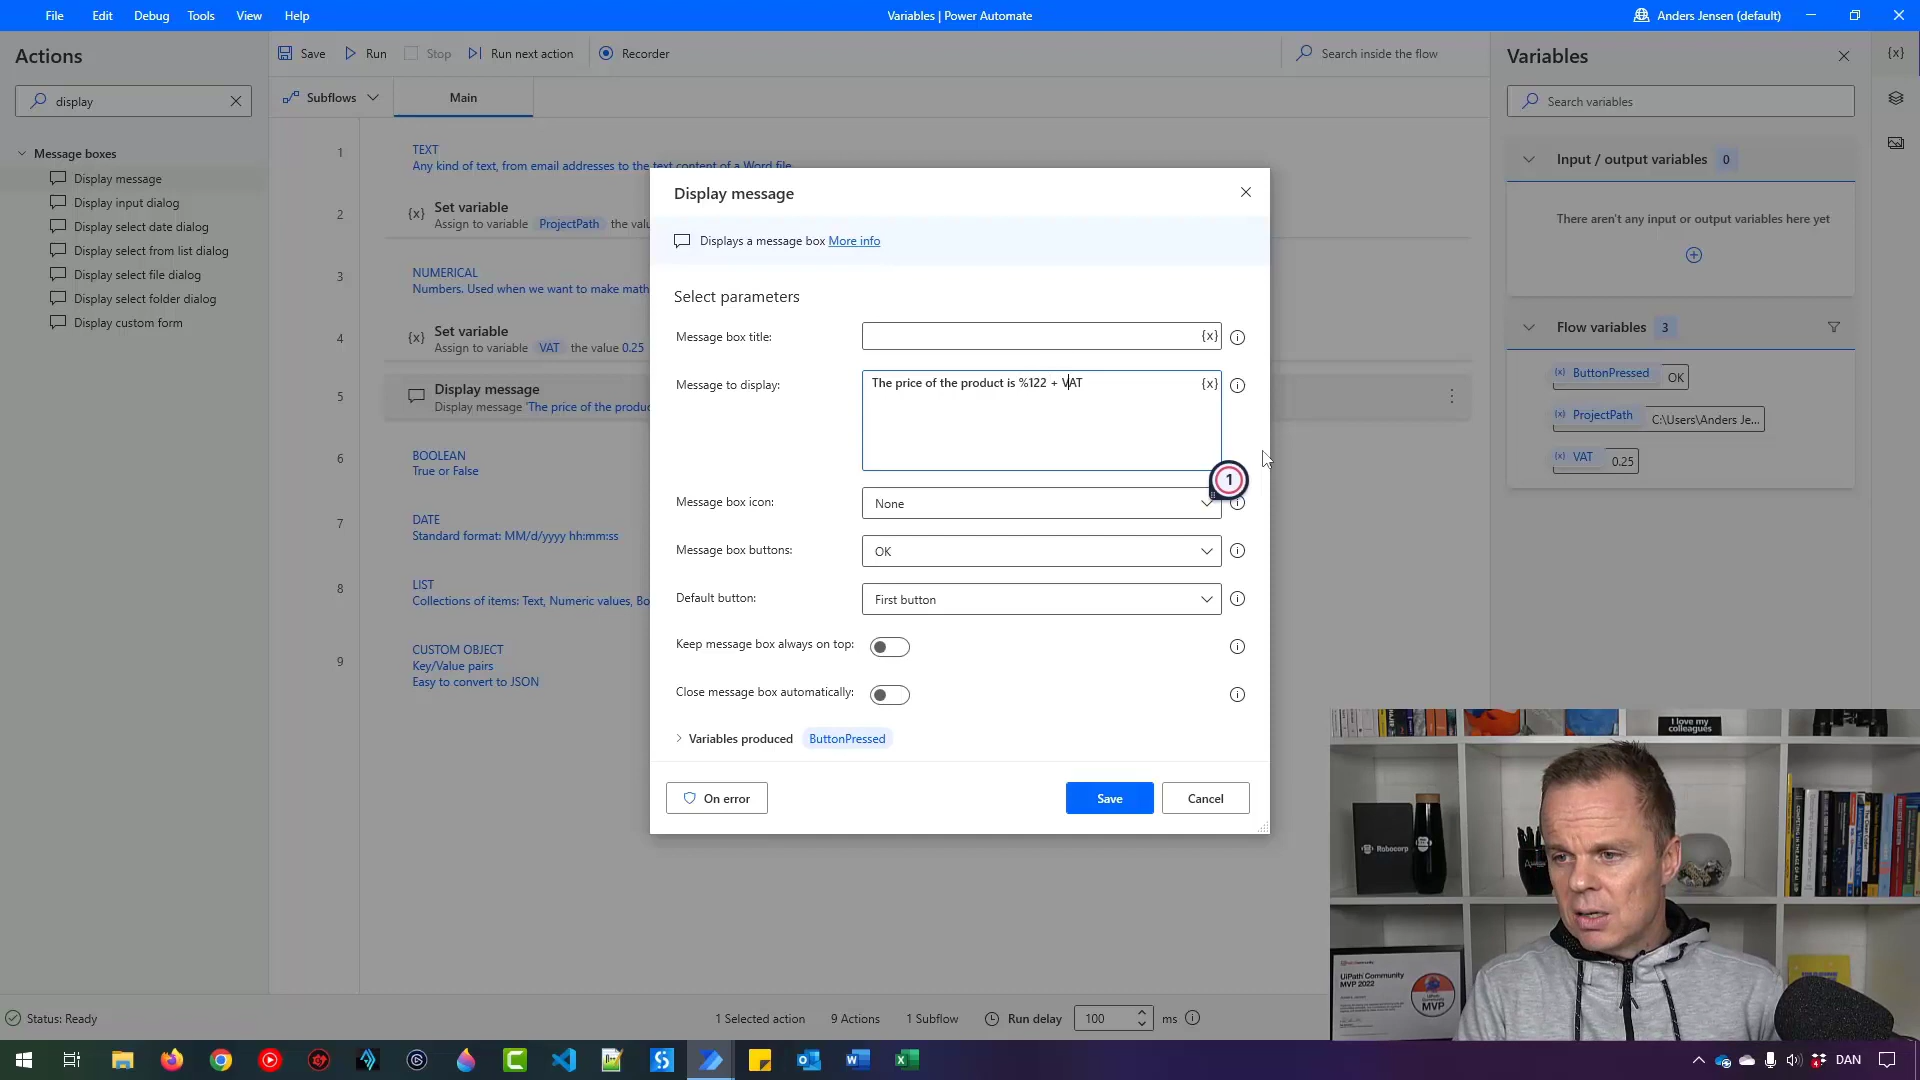 File Edit Debug Tools View Help
Variables | Power Automate
Anders Jensen (default)
Actions
display
Message boxes
Display message
Display input dialog
Display select date dialog
Display select from list dialog
Display select file dialog
Display select folder dialog
Display custom form
Save Run Stop Run next action Recorder
Search inside the flow
Subflows Main
1
TEXT
Any kind of text, from email addresses to the text content of a Word file
2
{x} Set variable
Assign to variable ProjectPath the valu
3
NUMERICAL
Numbers. Used when we want to make math
4
{x} Set variable
Assign to variable VAT the value 0.25
5
Display message
Display message 'The price of the produc
6
BOOLEAN
True or False
7
DATE
Standard format: MM/d/yyyy hh:mm:ss
8
LIST
Collections of items: Text, Numeric values, Bo
9
CUSTOM OBJECT
Key/Value pairs
Easy to convert to JSON
Display message
Displays a message box More info
Select parameters
Message box title: {x}
Message to display: The price of the product is %122 + VAT {x}
1
Message box icon: None
Message box buttons: OK
Default button: First button
Keep message box always on top:
Close message box automatically:
Variables produced ButtonPressed
On error Save Cancel
Variables
{x}
Search variables
Input / output variables 0
There aren't any input or output variables here yet
Flow variables 3
(x) ButtonPressed OK
(x) ProjectPath C:\Users\Anders Je...
(x) VAT 0.25
I love my
colleagues
Robocorp
UiPath Community
MVP 2022
MVP
Status: Ready
1 Selected action 9 Actions 1 Subflow Run delay 100 ms
DAN